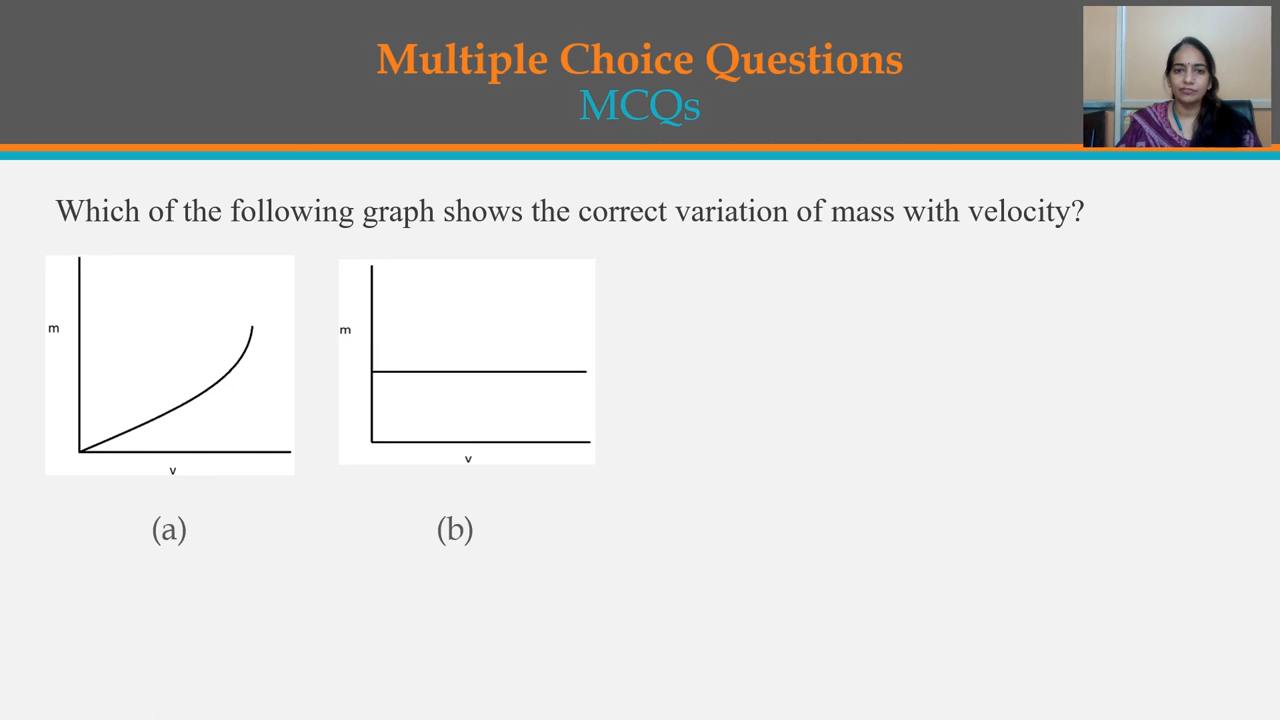 Multiple Choice Questions
MCQs
Which of the following graph shows the correct variation of mass with velocity?
m
v
m
v
(a)
(b)